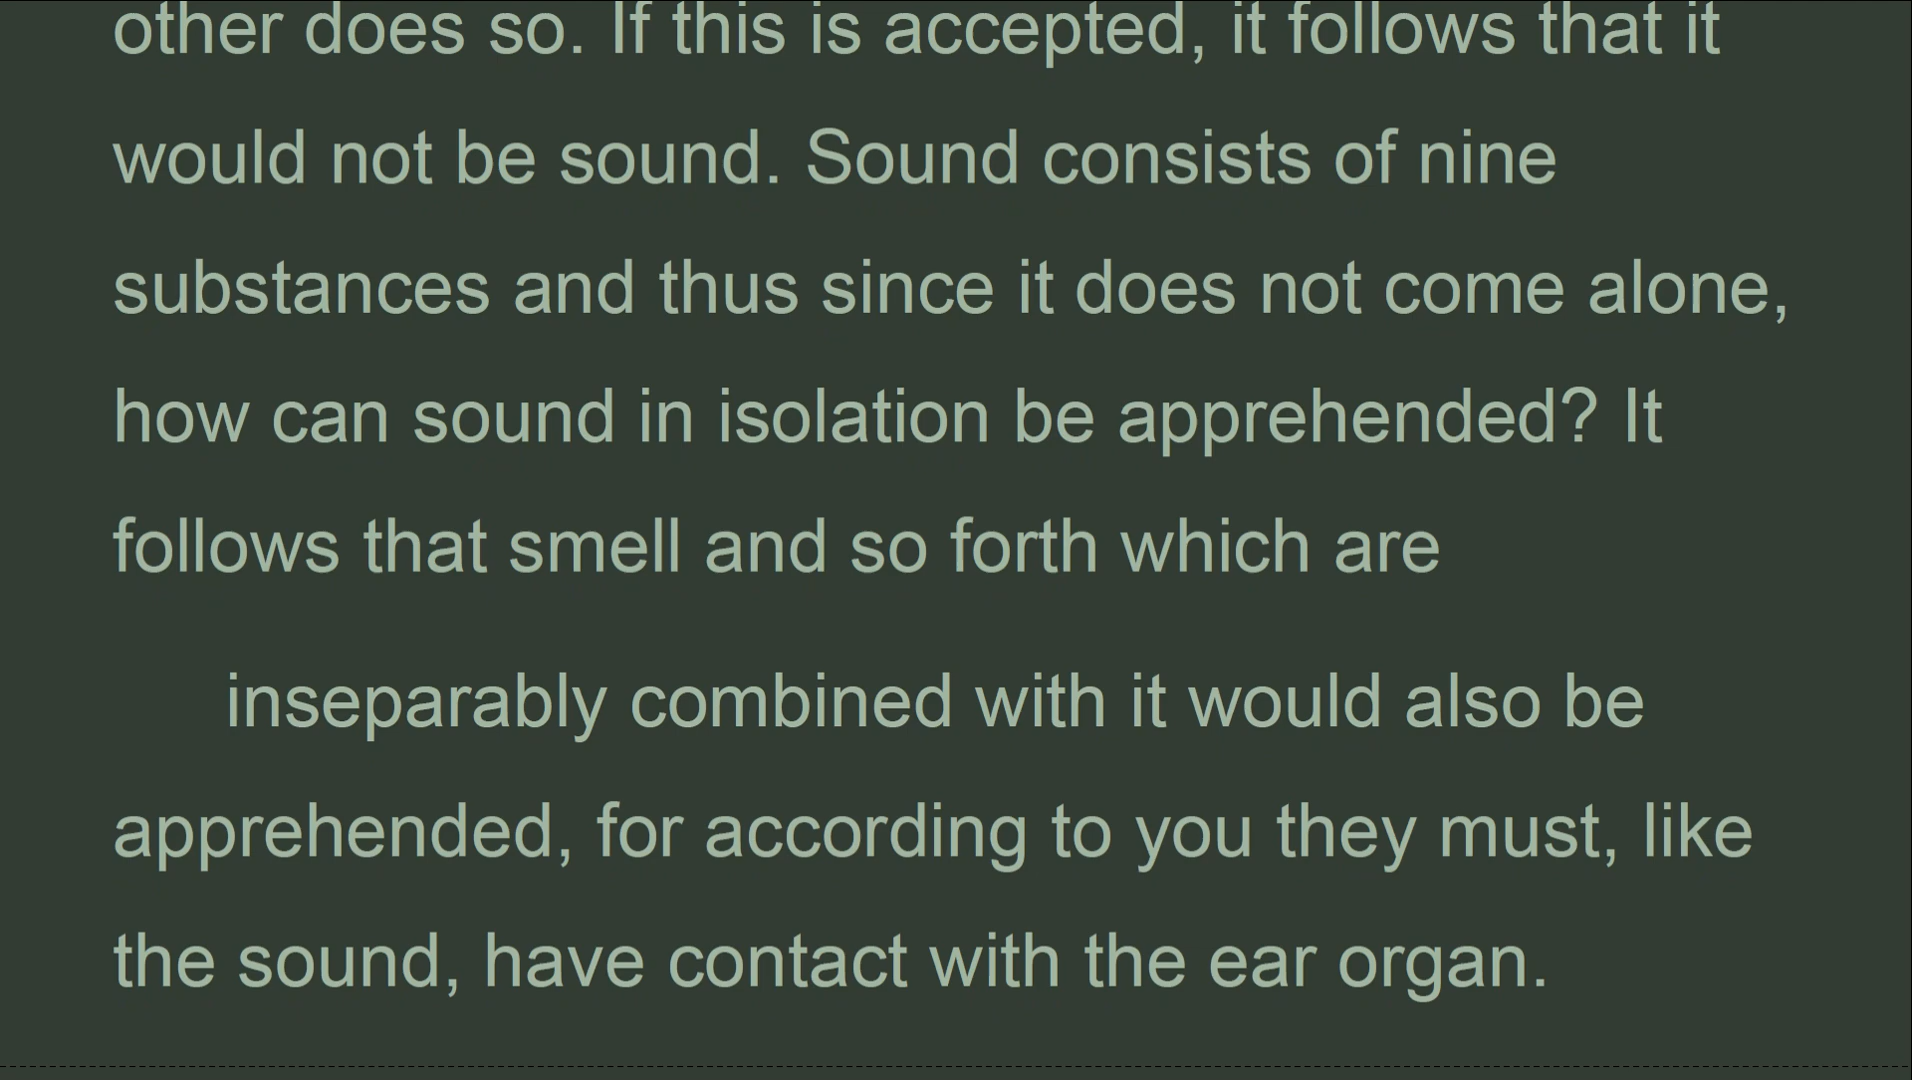 other does so. If this is accepted, it follows that it
would not be sound. Sound consists of nine
substances and thus since it does not come alone,
how can sound in isolation be apprehended? It
follows that smell and so forth which are
inseparably combined with it would also be
apprehended, for according to you they must, like
the sound, have contact with the ear organ.